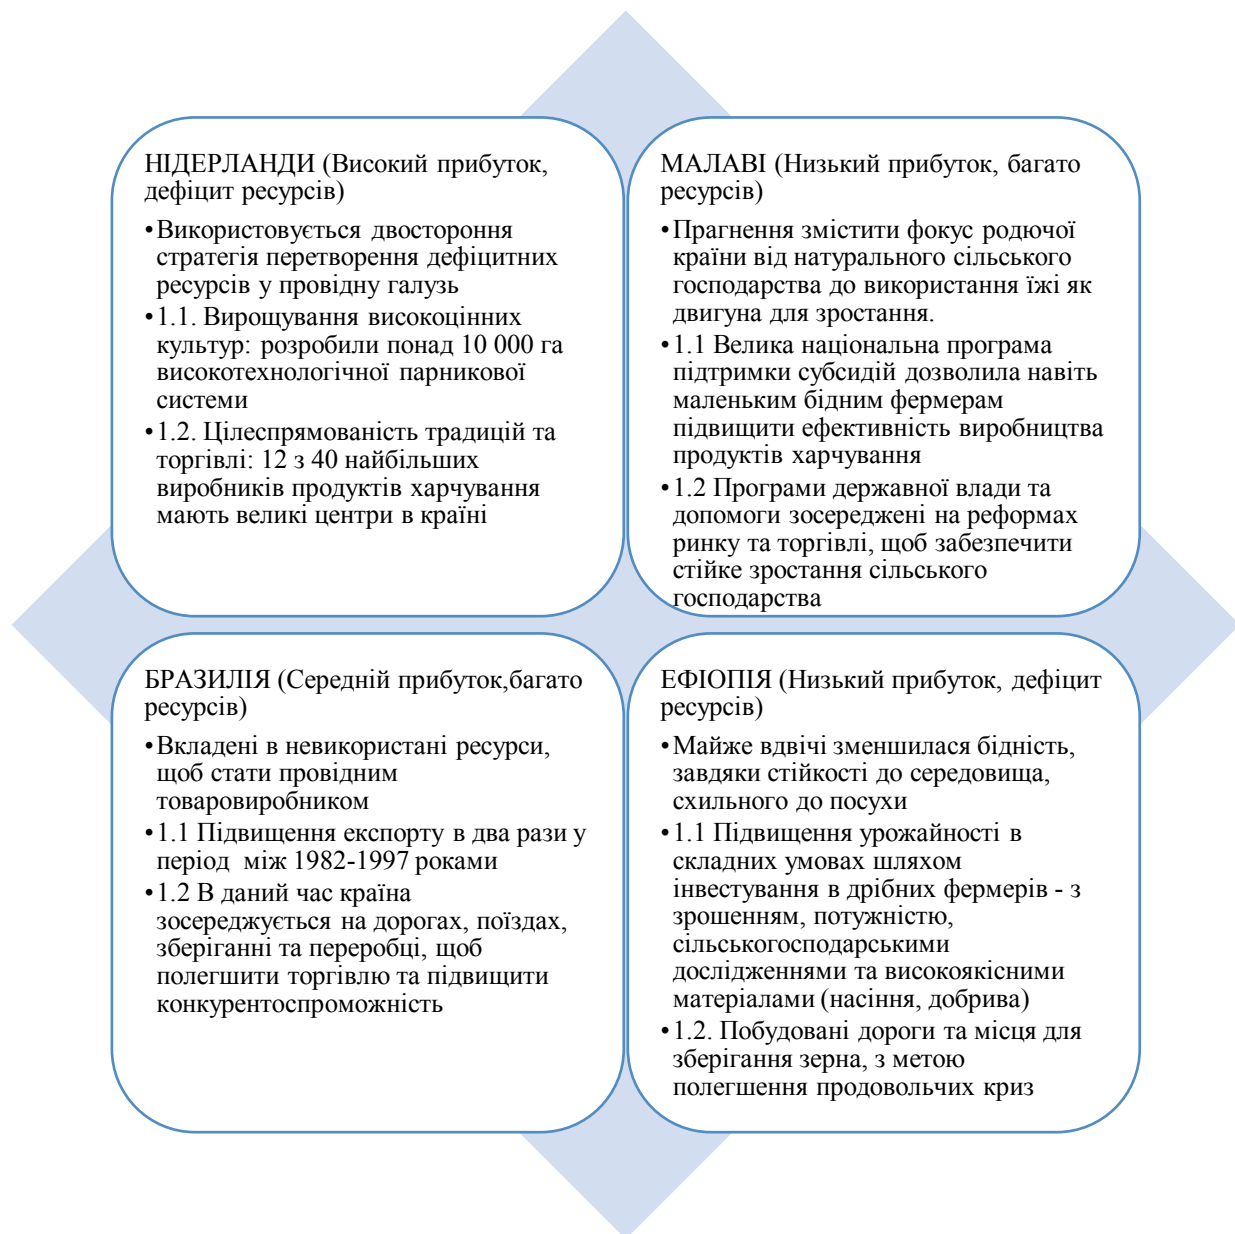 НІДЕРЛАНДИ (Високий прибуток,
дефіцит ресурсів)
•Використовується двостороння
стратегія перетворення дефіцитних
ресурсів у провідну галузь
•1.1. Вирощування високоцінних
культур: розробили понад 10 000 га
високотехнологічної парникової
системи
•1.2. Цілеспрямованість традицій та
торгівлі: 12 з 40 найбільших
виробників продуктів харчування
мають великі центри в країні
МАЛАВІ (Низький прибуток, багато
ресурсів)
•Прагнення змістити фокус родючої
країни від натурального сільського
господарства до використання їжі як
двигуна для зростання.
•1.1 Велика національна програма
підтримки субсидій дозволила навіть
маленьким бідним фермерам
підвищити ефективність виробництва
продуктів харчування
•1.2 Програми державної влади та
допомоги зосереджені на реформах
ринку та торгівлі, щоб забезпечити
стійке зростання сільського
господарства
БРАЗИЛІЯ (Середній прибуток,багато
ресурсів)
•Вкладені в невикористані ресурси,
щоб стати провідним
товаровиробником
•1.1 Підвищення експорту в два рази у
період між 1982-1997 роками
•1.2 В даний час країна
зосереджується на дорогах, поїздах,
зберіганні та переробці, щоб
полегшити торгівлю та підвищити
конкурентоспроможність
ЕФІОПІЯ (Низький прибуток, дефіцит
ресурсів)
•Майже вдвічі зменшилася бідність,
завдяки стійкості до середовища,
схильного до посухи
•1.1 Підвищення урожайності в
складних умовах шляхом
інвестування в дрібних фермерів - з
зрошенням, потужністю,
сільськогосподарськими
дослідженнями та високоякісними
матеріалами (насіння, добрива)
•1.2. Побудовані дороги та місця для
зберігання зерна, з метою
полегшення продовольчих криз